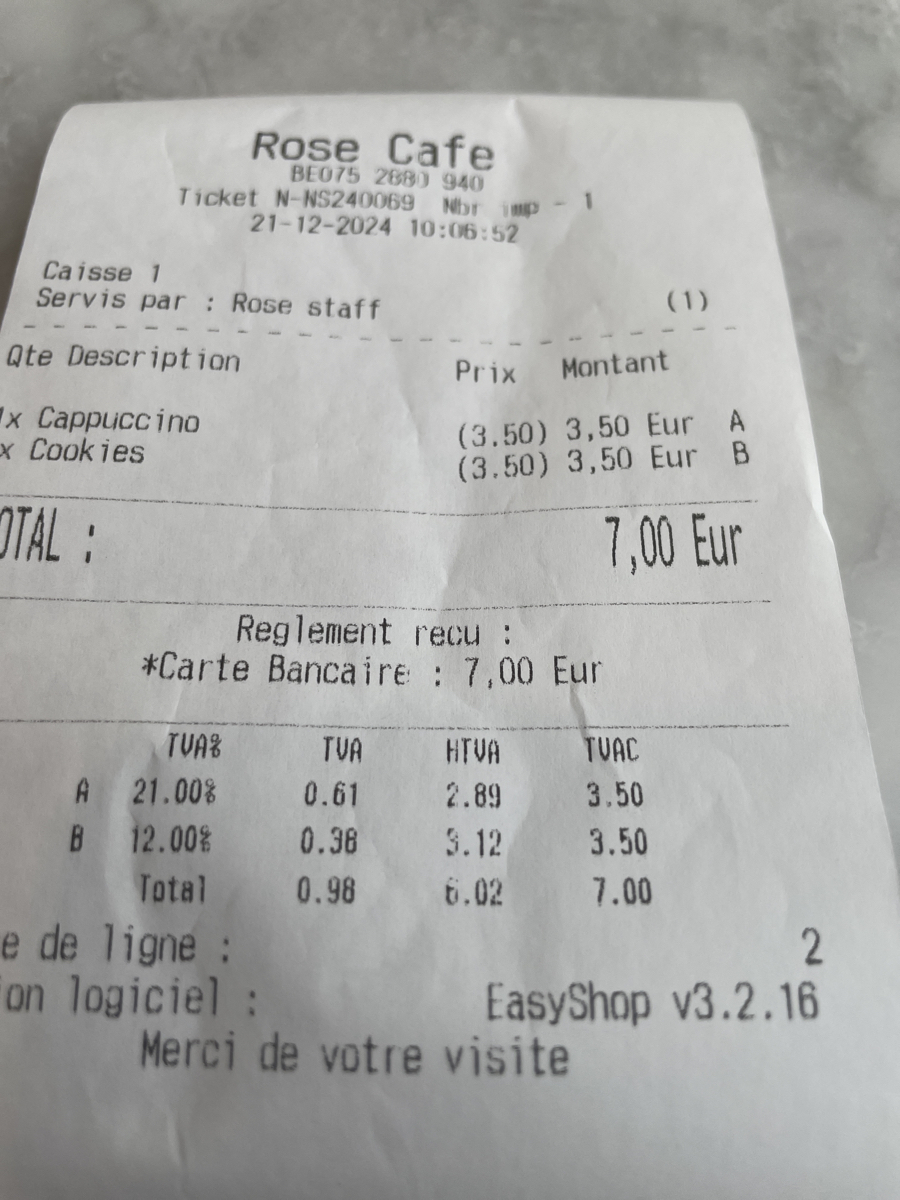 Rose Cafe
BE075 2880 940
Ticket N-NS240069 Nbr imp - 1
21-12-2024 10:06:52
Caisse 1
Servis par : Rose staff (1)
Qte Description Prix Montant
1x Cappuccino (3.50) 3,50 Eur A
x Cookies (3.50) 3,50 Eur B
OTAL : 7,00 Eur
Reglement recu :
*Carte Bancaire : 7,00 Eur
TVA% TVA HTVA TVAC
A 21.00% 0.61 2.89 3.50
B 12.00% 0.38 3.12 3.50
Total 0.98 6.02 7.00
e de ligne : 2
ion logiciel : EasyShop v3.2.16
Merci de votre visite